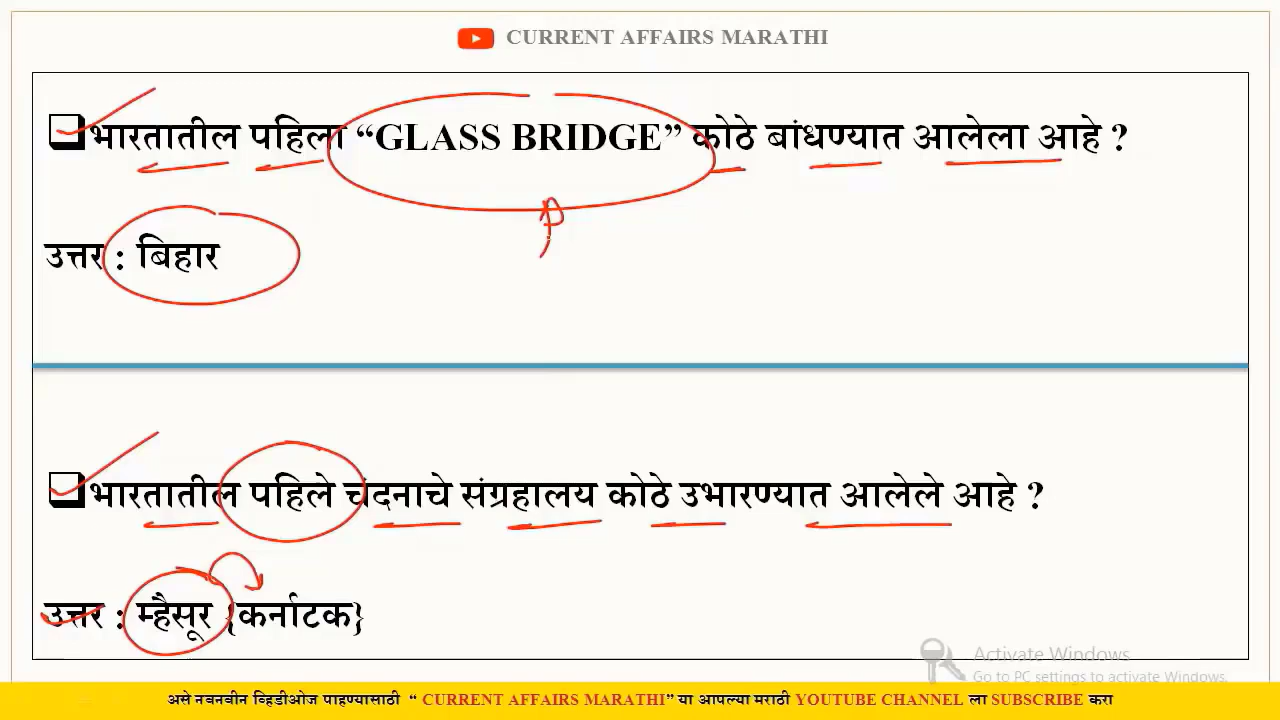 CURRENT AFFAIRS MARATHI
भारतातील पहिला “GLASS BRIDGE” कोठे बांधण्यात आलेला आहे ?
उत्तर : बिहार
भारतातील पहिले चंदनाचे संग्रहालय कोठे उभारण्यात आलेले आहे ?
उत्तर : म्हैसूर {कर्नाटक}
Activate Windows
Go to PC settings to activate Windows.
असे नवनवीन व्हिडीओज पाहण्यासाठी “ CURRENT AFFAIRS MARATHI” या आपल्या मराठी YOUTUBE CHANNEL ला SUBSCRIBE करा